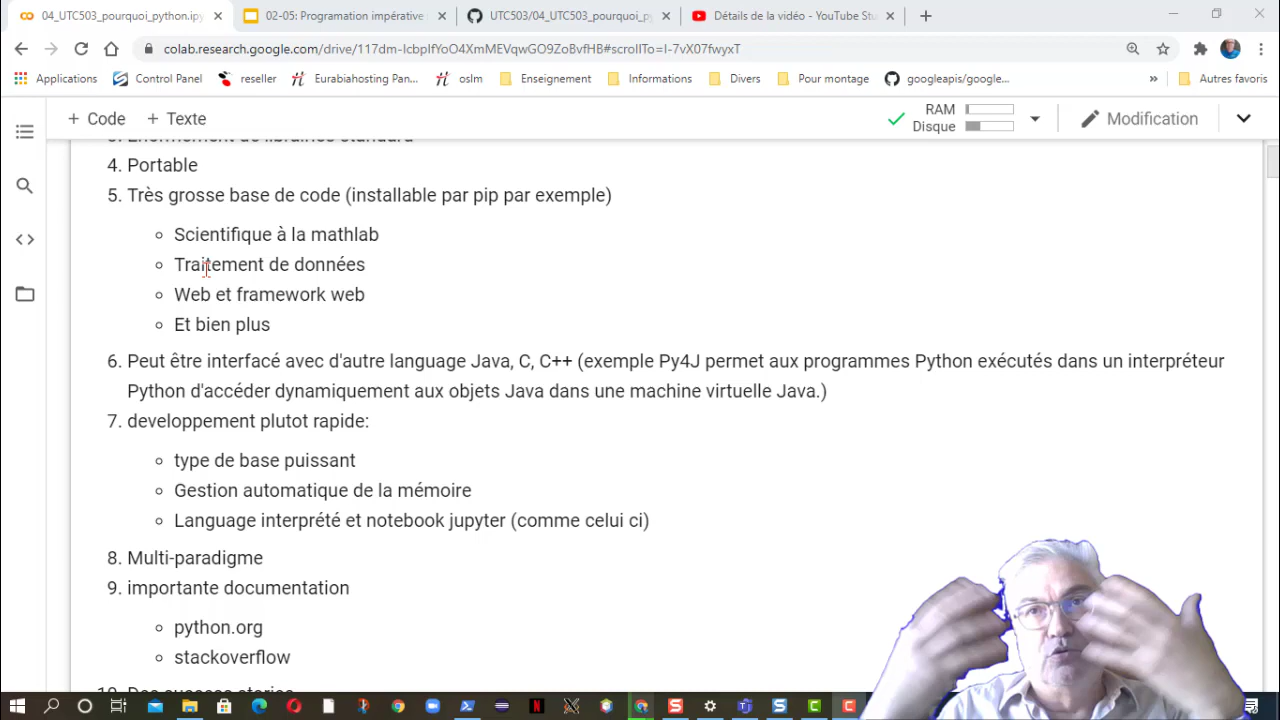 04_UTC503_pourquoi_python.ipy
02-05: Programation impérative
UTC503/04_UTC503_pourquoi_py
Détails de la vidéo - YouTube Stu
colab.research.google.com/drive/117dm-IcbpIfYoO4XmMEVqwGO9ZoBvfHB#scrollTo=I-7vX07fwyxT
Applications
Control Panel
reseller
Eurabiahosting Pan...
oslm
Enseignement
Informations
Divers
Pour montage
googleapis/google...
»
Autres favoris
+ Code
+ Texte
RAM
Disque
Modification
4. Portable
5. Très grosse base de code (installable par pip par exemple)
Scientifique à la mathlab
Traitement de données
Web et framework web
Et bien plus
6. Peut être interfacé avec d'autre language Java, C, C++ (exemple Py4J permet aux programmes Python exécutés dans un interpréteur
Python d'accéder dynamiquement aux objets Java dans une machine virtuelle Java.)
7. developpement plutot rapide:
type de base puissant
Gestion automatique de la mémoire
Language interprété et notebook jupyter (comme celui ci)
8. Multi-paradigme
9. importante documentation
python.org
stackoverflow